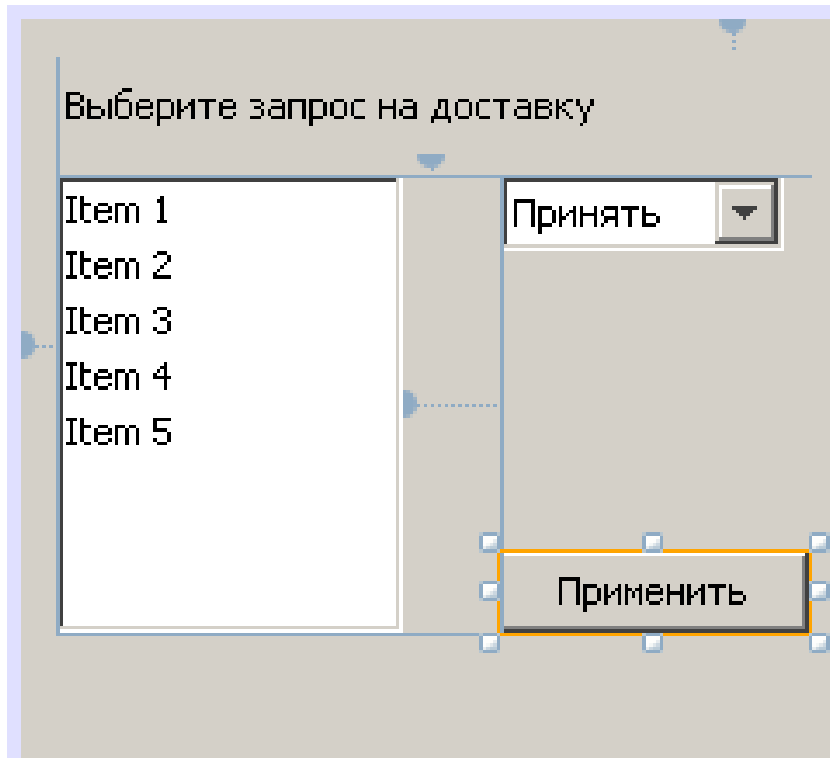 Выберите запрос на доставку
Item 1
Принять
Item 2
Item 3
Item 4
Item 5
Применить